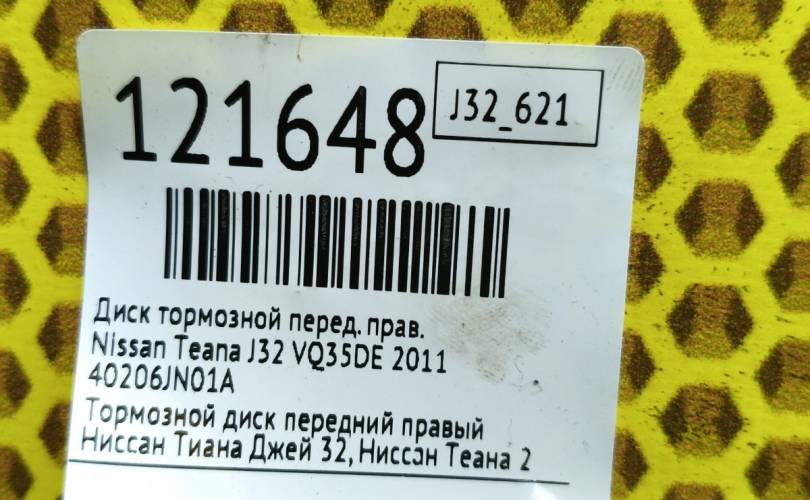 121648
J32_621
Диск тормозной перед. прав.
Nissan Teana J32 VQ35DE 2011
40206JN01A
Тормозной диск передний правый
Ниссан Тиана Джей 32, Ниссан Теана 2